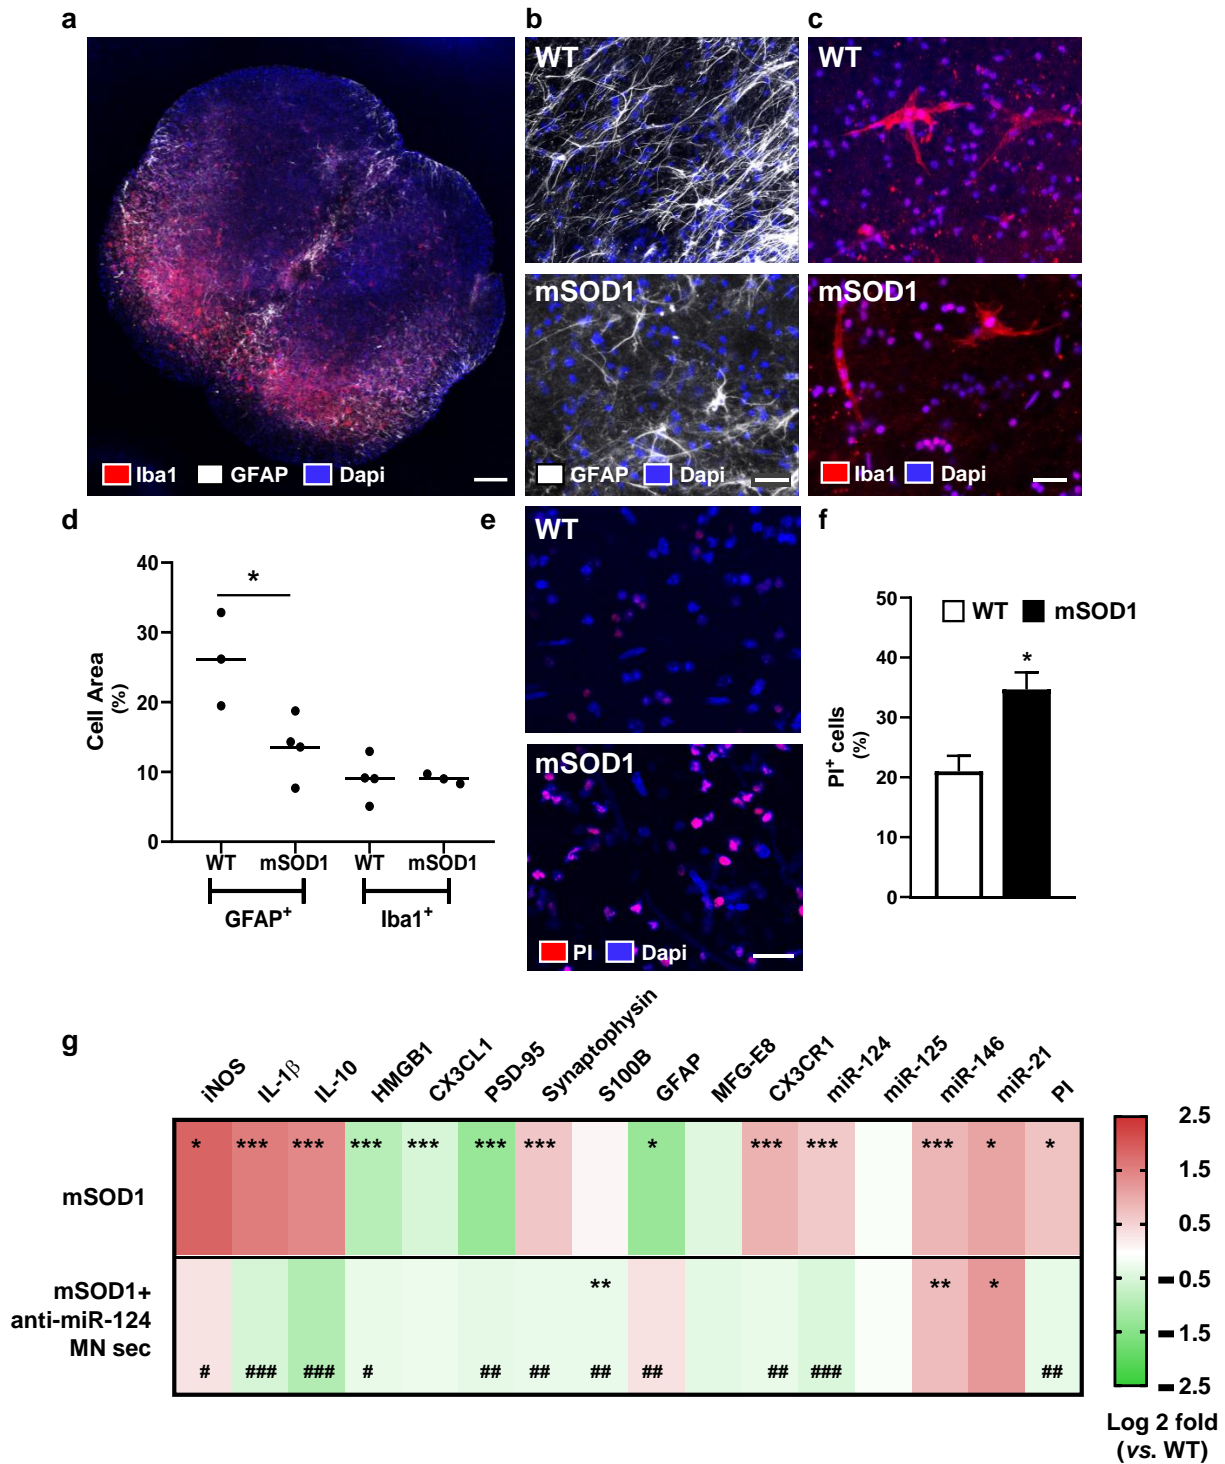 a
b
c
WT
WT
mSOD1
mSOD1
Iba1 GFAP Dapi
GFAP Dapi
Iba1 Dapi
d
e
f
40
30
20
10
0
Cell Area
(%)
*
WT mSOD1 WT mSOD1
GFAP+ Iba1+
WT
mSOD1
PI Dapi
50
40
30
20
10
0
PI+ cells
(%)
WT mSOD1
*
g
iNOS IL-1β IL-10 HMGB1 CX3CL1 PSD-95 Synaptophysin S100B GFAP MFG-E8 CX3CR1 miR-124 miR-125 miR-146 miR-21 PI
mSOD1
* *** *** *** *** *** *** * *** *** *** * *
mSOD1+
anti-miR-124
MN sec
** ** *
# ### ### # ## ## ## ## ## ### ##
2.5
1.5
0.5
-0.5
-1.5
-2.5
Log 2 fold
(vs. WT)